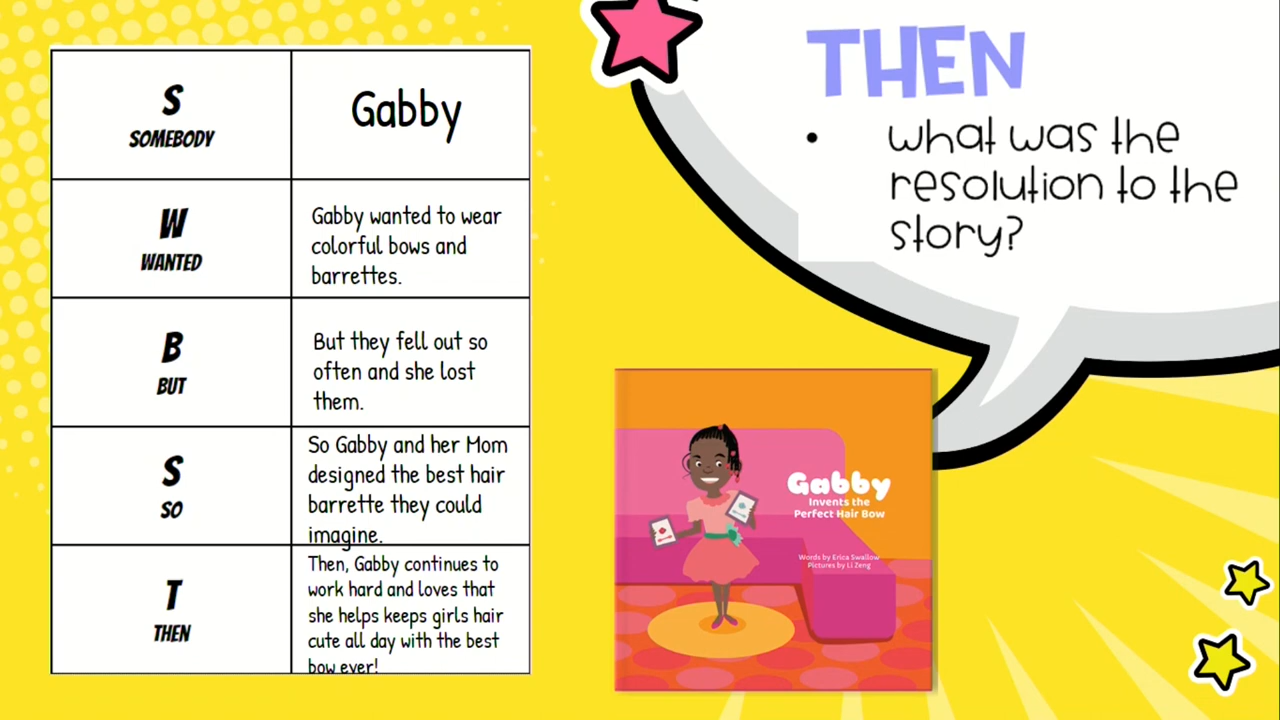 S
SOMEBODY
Gabby
W
WANTED
Gabby wanted to wear
colorful bows and
barrettes.
B
BUT
But they fell out so
often and she lost
them.
S
SO
So Gabby and her Mom
designed the best hair
barrette they could
imagine.
T
THEN
Then, Gabby continues to
work hard and loves that
she helps keeps girls hair
cute all day with the best
bow ever!
THEN
• what was the
resolution to the
story?
Gabby
Invents the
Perfect Hair Bow
Words by Erica Swallow
Pictures by Li Zeng